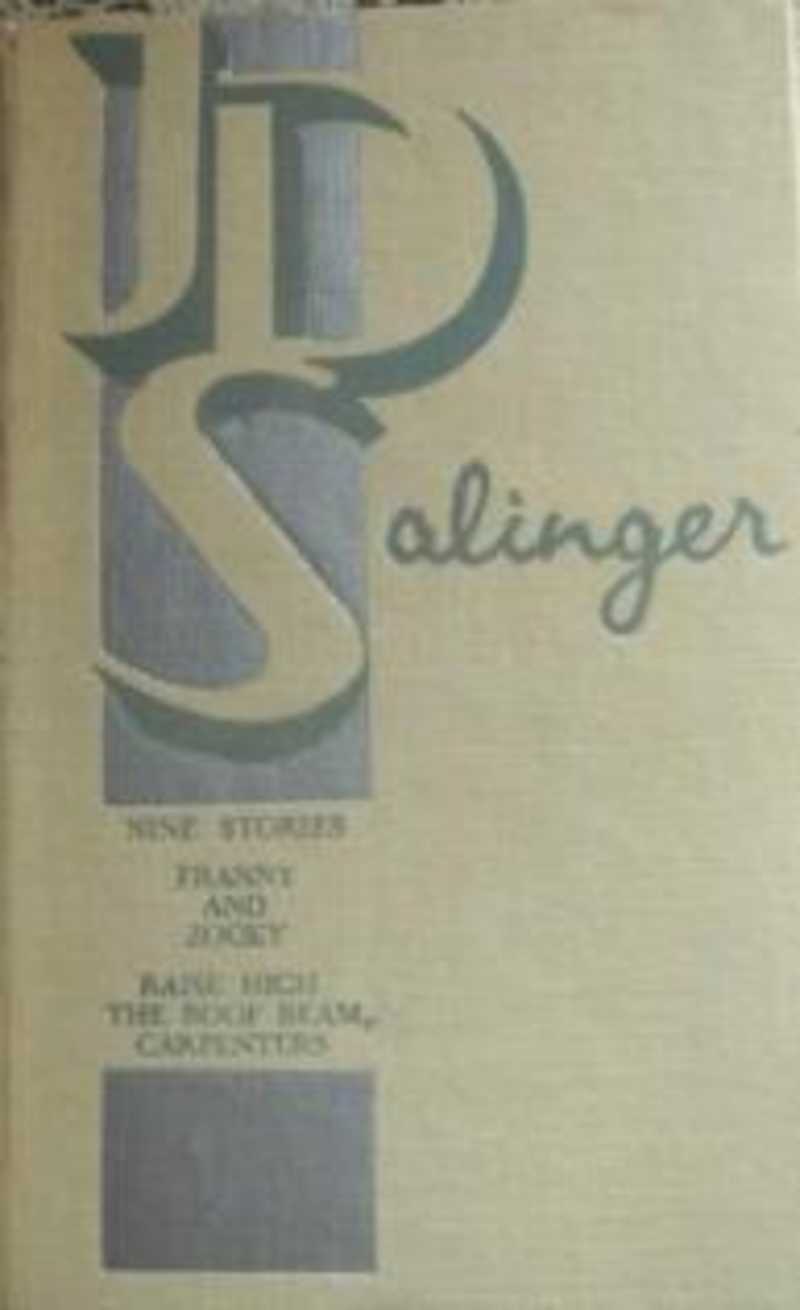 JD
Salinger
NINE STORIES
FRANNY
AND
ZOOEY
RAISE HIGH
THE ROOF BEAM,
CARPENTERS